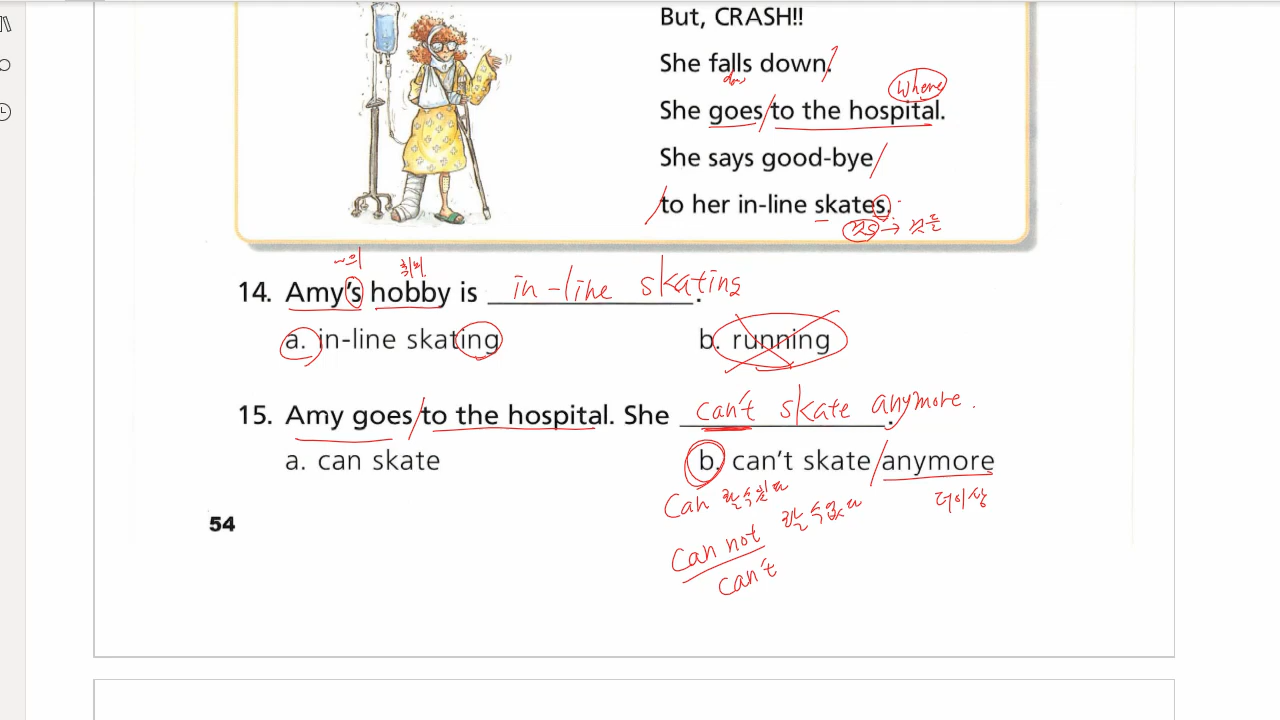 But, CRASH!!
She falls down.
down
where
She goes to the hospital.
She says good-bye
to her in-line skates.
~의
취미
14. Amy's hobby is in-line skating.
a. in-line skating
b. running
15. Amy goes to the hospital. She can't skate anymore.
a. can skate
b. can't skate anymore
Can 할 수 있다
더이상
할 수 없다
can not
can't
54